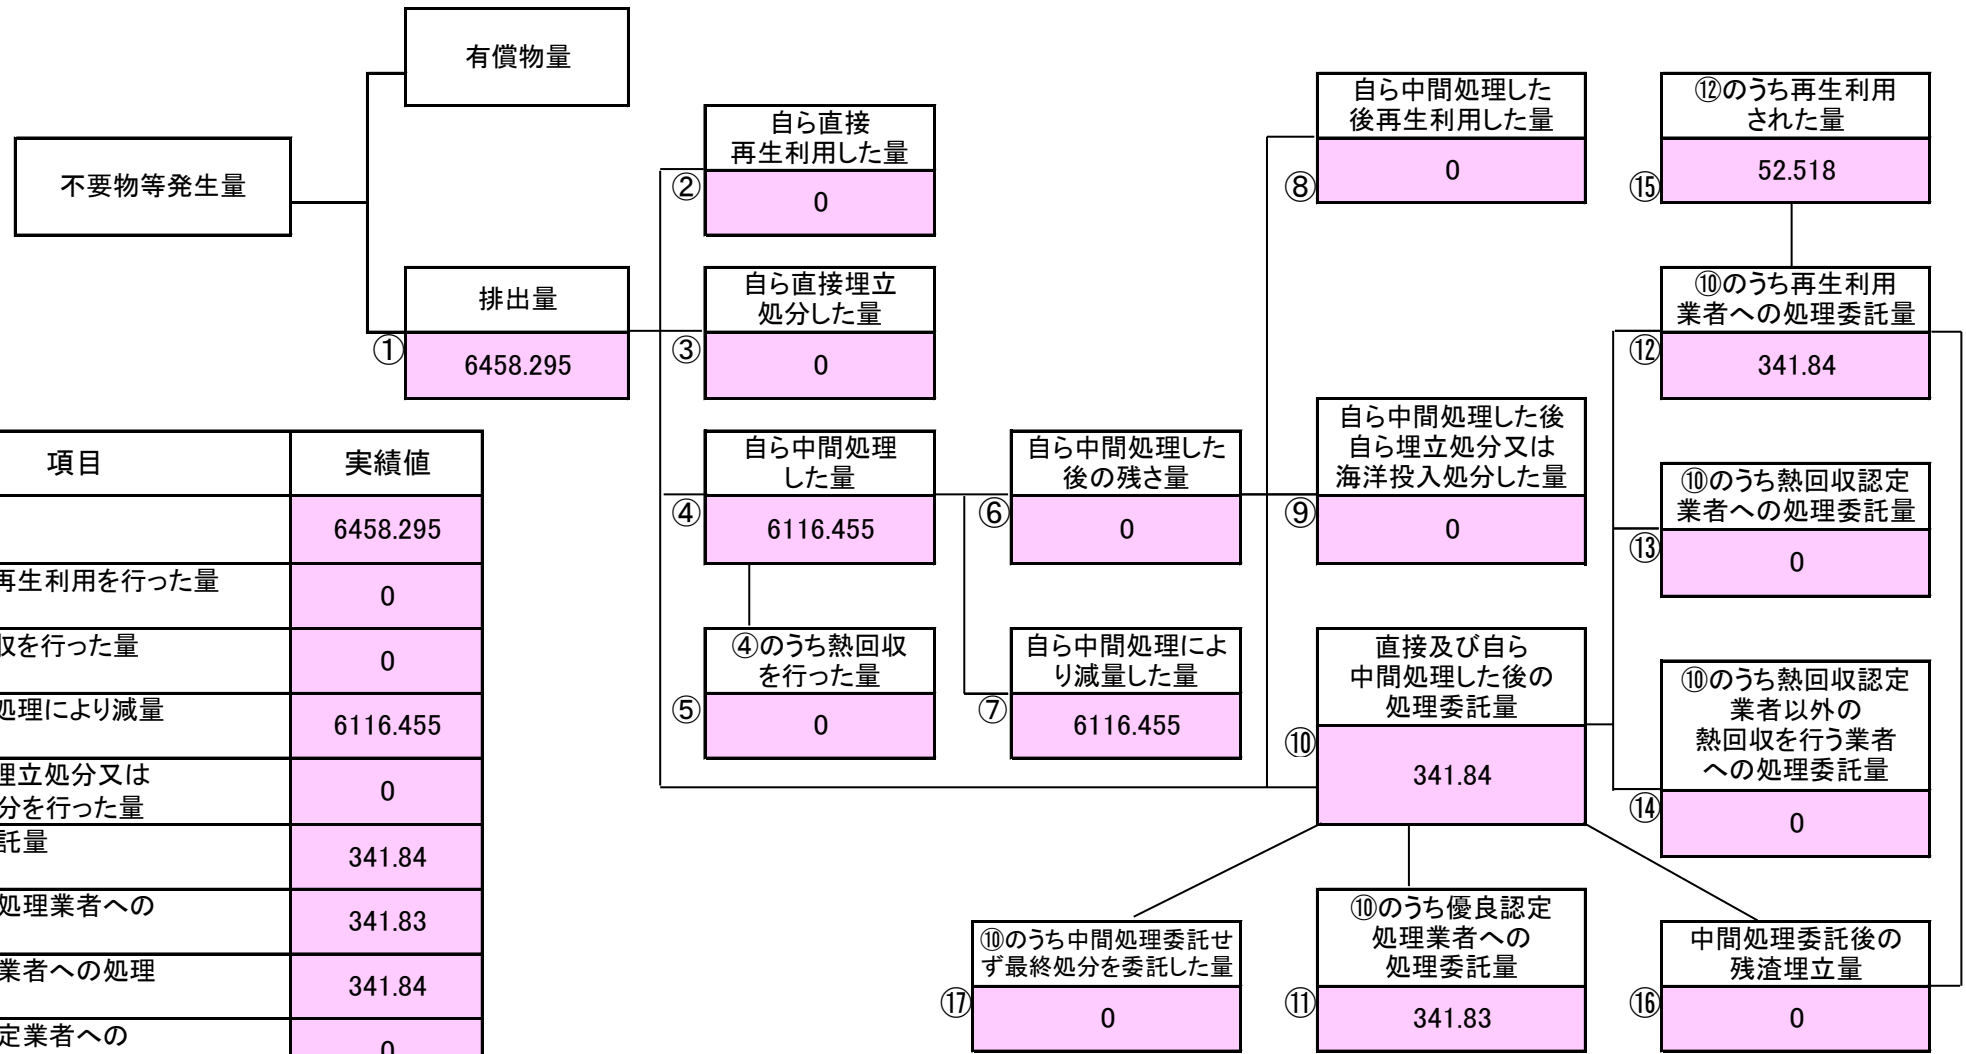 有償物量
不要物等発生量
排出量
①
6458.295
自ら直接
再生利用した量
②
0
自ら直接埋立
処分した量
③
0
自ら中間処理
した量
④
6116.455
④のうち熱回収
を行った量
⑤
0
自ら中間処理した
後の残さ量
⑥
0
自ら中間処理によ
り減量した量
⑦
6116.455
自ら中間処理した
後再生利用した量
⑧
0
自ら中間処理した後
自ら埋立処分又は
海洋投入処分した量
⑨
0
直接及び自ら
中間処理した後の
処理委託量
⑩
341.84
⑫のうち再生利用
された量
⑮
52.518
⑩のうち再生利用
業者への処理委託量
⑫
341.84
⑩のうち熱回収認定
業者への処理委託量
⑬
0
⑩のうち熱回収認定
業者以外の
熱回収を行う業者
への処理委託量
⑭
0
⑩のうち中間処理委託せ
ず最終処分を委託した量
⑰
0
⑩のうち優良認定
処理業者への
処理委託量
⑪
341.83
中間処理委託後の
残渣埋立量
⑯
0
項目 実績値
6458.295
再生利用を行った量
0
収を行った量
0
処理により減量
6116.455
埋立処分又は
分を行った量
0
託量
341.84
処理業者への
341.83
業者への処理
341.84
定業者への
0